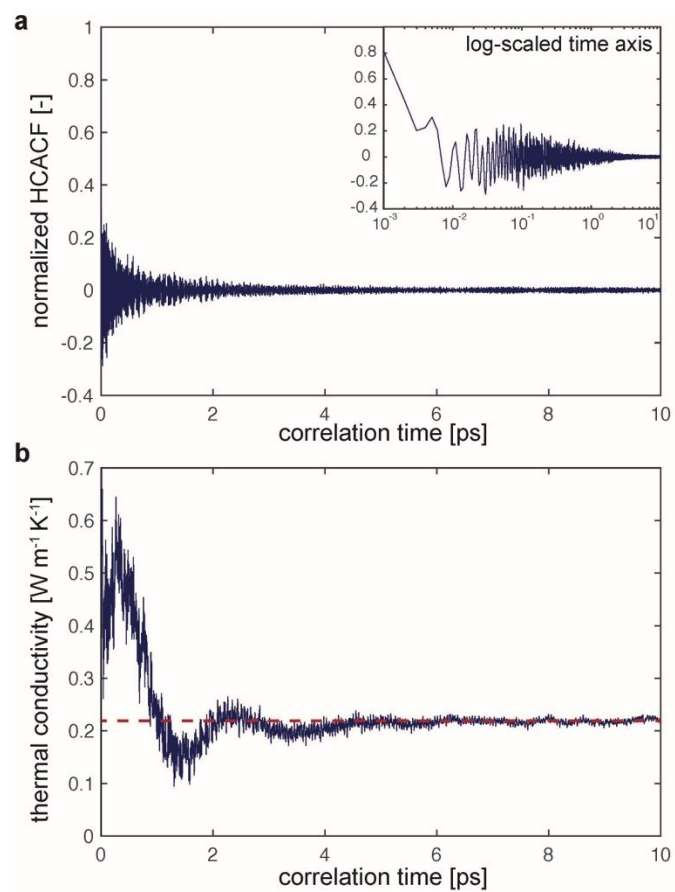 a
1
0.8
0.6
0.4
0.2
0
-0.2
-0.4
normalized HCACF [-]
log-scaled time axis
0.8
0.6
0.4
0.2
0
-0.2
-0.4
10⁻³ 10⁻² 10⁻¹ 10⁰ 10¹
0 2 4 6 8 10
correlation time [ps]
b
0.7
0.6
0.5
0.4
0.3
0.2
0.1
0
thermal conductivity [W m⁻¹ K⁻¹]
0 2 4 6 8 10
correlation time [ps]